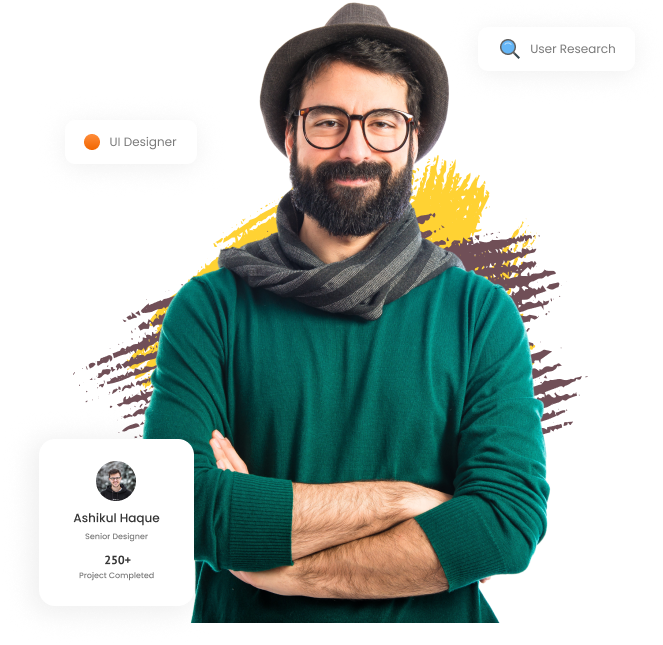 User Research
UI Designer
Ashikul Haque
Senior Designer
250+
Project Completed